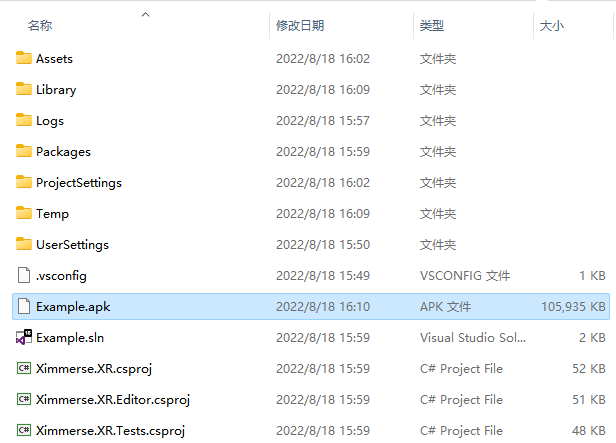 名称 修改日期 类型 大小
Assets 2022/8/18 16:02 文件夹
Library 2022/8/18 16:09 文件夹
Logs 2022/8/18 15:57 文件夹
Packages 2022/8/18 15:59 文件夹
ProjectSettings 2022/8/18 16:02 文件夹
Temp 2022/8/18 16:09 文件夹
UserSettings 2022/8/18 15:50 文件夹
.vsconfig 2022/8/18 15:49 VSCONFIG 文件 1 KB
Example.apk 2022/8/18 16:10 APK 文件 105,935 KB
Example.sln 2022/8/18 15:59 Visual Studio Sol... 2 KB
C# Ximmerse.XR.csproj 2022/8/18 15:59 C# Project File 52 KB
C# Ximmerse.XR.Editor.csproj 2022/8/18 15:59 C# Project File 51 KB
C# Ximmerse.XR.Tests.csproj 2022/8/18 15:59 C# Project File 48 KB